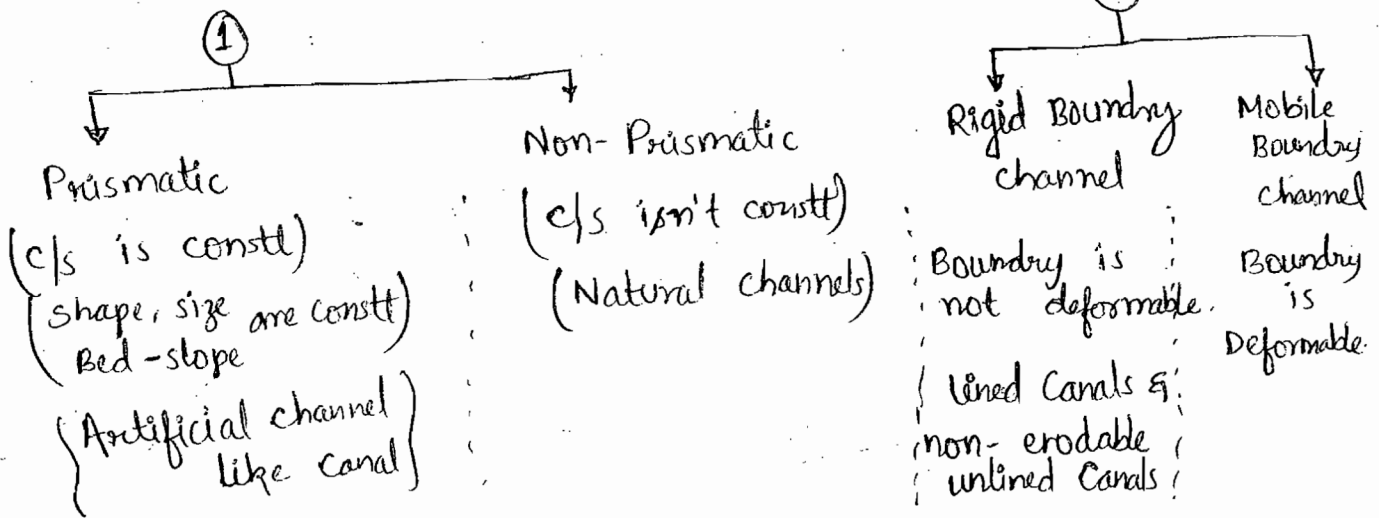 1
Prismatic
(c/s is constt)
(shape, size are constt)
Bed-slope
{Artificial channel
like canal}
Non-Prismatic
(c/s isn't constt)
(Natural channels)
Rigid Boundry
channel
Boundry is
not deformable.
lined Canals &
non-erodable
unlined Canals
Mobile
Boundry
Channel
Boundry
is
Deformable.